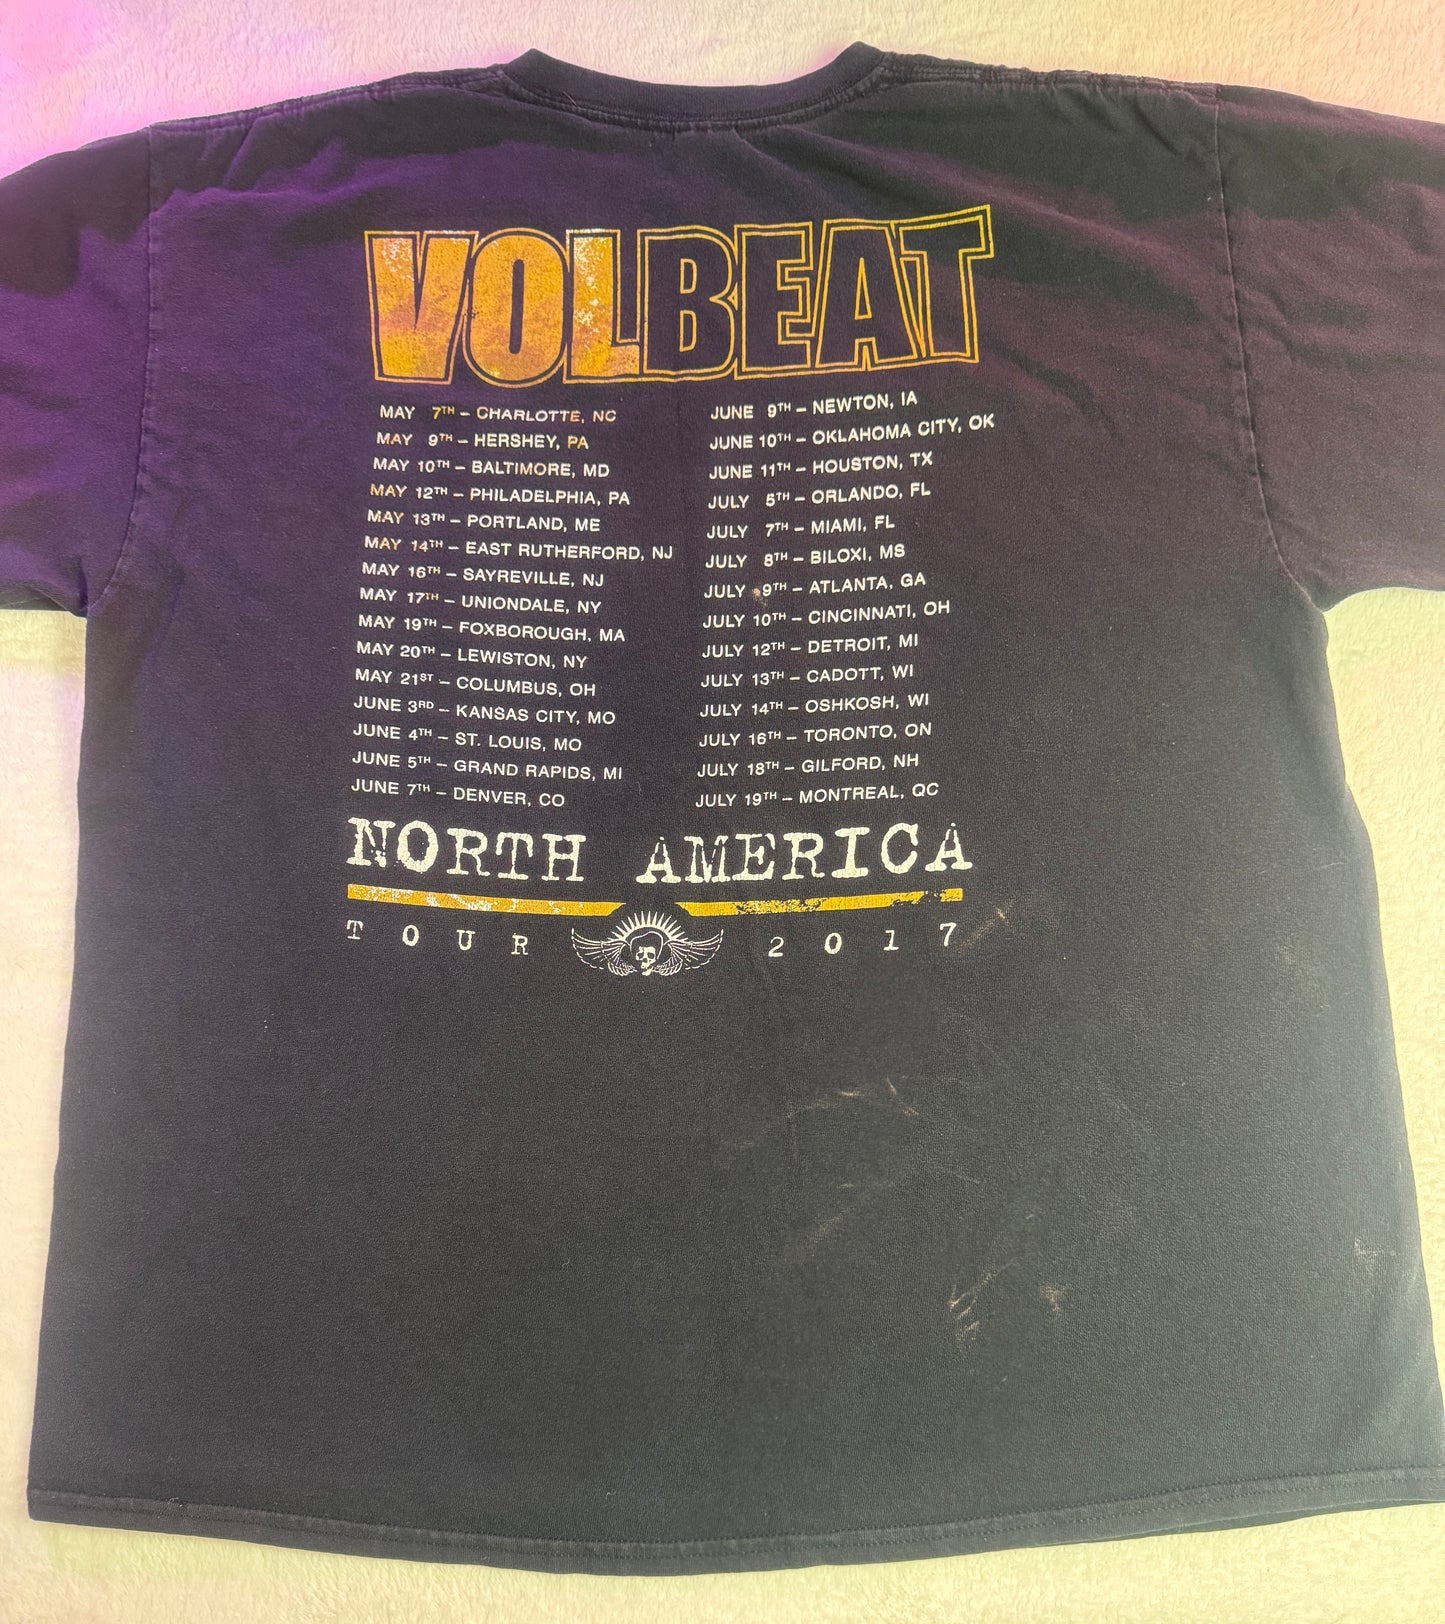 VOLBEAT
MAY 7TH – CHARLOTTE, NC
MAY 9TH – HERSHEY, PA
MAY 10TH – BALTIMORE, MD
MAY 12TH – PHILADELPHIA, PA
MAY 13TH – PORTLAND, ME
MAY 14TH – EAST RUTHERFORD, NJ
MAY 16TH – SAYREVILLE, NJ
MAY 17TH – UNIONDALE, NY
MAY 19TH – FOXBOROUGH, MA
MAY 20TH – LEWISTON, NY
MAY 21ST – COLUMBUS, OH
JUNE 3RD – KANSAS CITY, MO
JUNE 4TH – ST. LOUIS, MO
JUNE 5TH – GRAND RAPIDS, MI
JUNE 7TH – DENVER, CO
JUNE 9TH – NEWTON, IA
JUNE 10TH – OKLAHOMA CITY, OK
JUNE 11TH – HOUSTON, TX
JULY 5TH – ORLANDO, FL
JULY 7TH – MIAMI, FL
JULY 8TH – BILOXI, MS
JULY 9TH – ATLANTA, GA
JULY 10TH – CINCINNATI, OH
JULY 12TH – DETROIT, MI
JULY 13TH – CADOTT, WI
JULY 14TH – OSHKOSH, WI
JULY 16TH – TORONTO, ON
JULY 18TH – GILFORD, NH
JULY 19TH – MONTREAL, QC
NORTH AMERICA
TOUR 2017